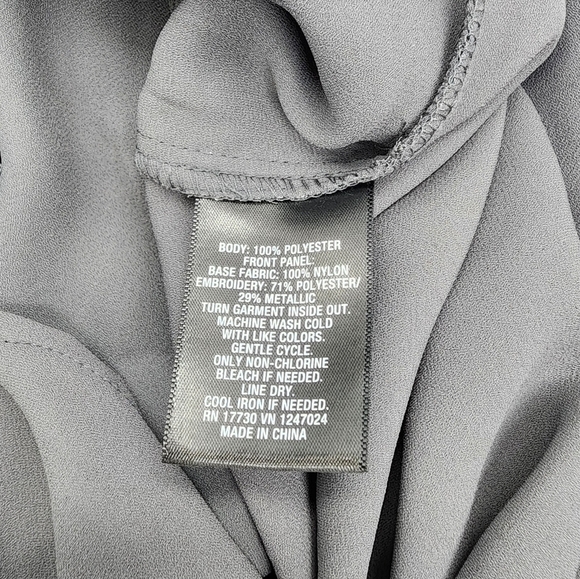 BODY: 100% POLYESTER
FRONT PANEL:
BASE FABRIC: 100% NYLON
EMBROIDERY: 71% POLYESTER/
29% METALLIC
TURN GARMENT INSIDE OUT.
MACHINE WASH COLD
WITH LIKE COLORS.
GENTLE CYCLE.
ONLY NON-CHLORINE
BLEACH IF NEEDED.
LINE DRY.
COOL IRON IF NEEDED.
RN 17730 VN 1247024
MADE IN CHINA